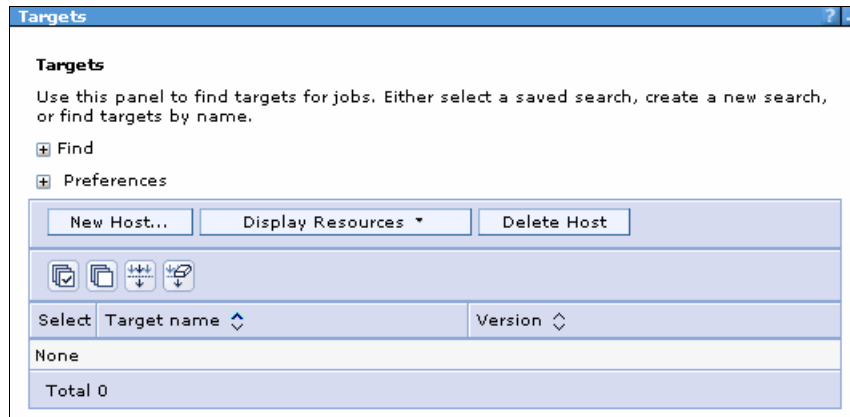 Targets ?
Targets
Use this panel to find targets for jobs. Either select a saved search, create a new search,
or find targets by name.
Find
Preferences
New Host... Display Resources Delete Host
Select Target name Version
None
Total 0